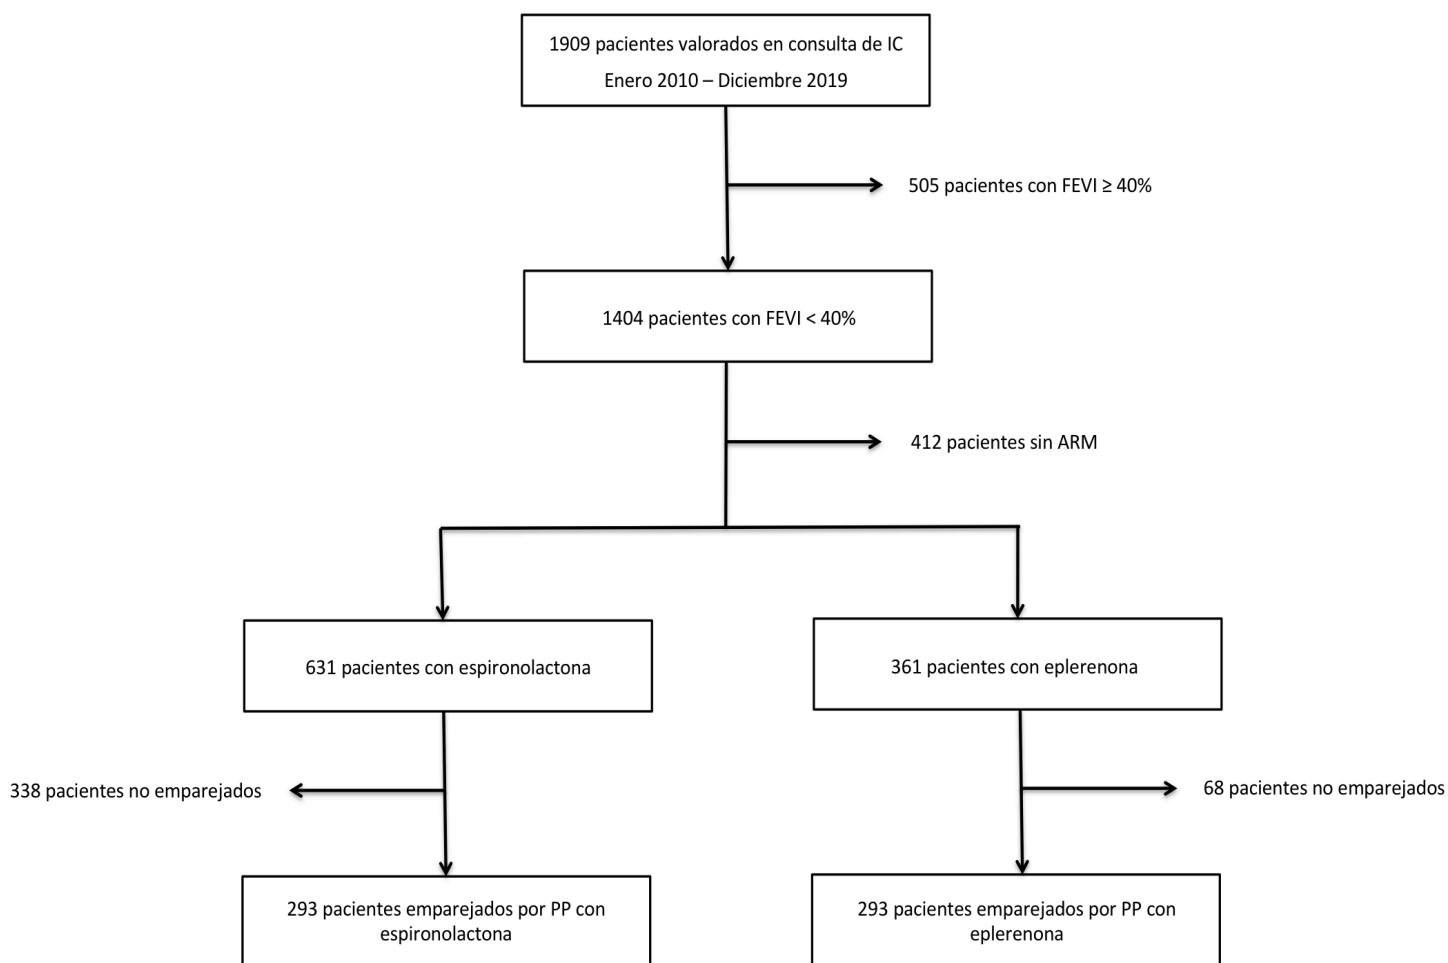 1909 pacientes valorados en consulta de IC
Enero 2010 – Diciembre 2019
505 pacientes con FEVI ≥ 40%
1404 pacientes con FEVI < 40%
412 pacientes sin ARM
631 pacientes con espironolactona
361 pacientes con eplerenona
338 pacientes no emparejados
68 pacientes no emparejados
293 pacientes emparejados por PP con
espironolactona
293 pacientes emparejados por PP con
eplerenona